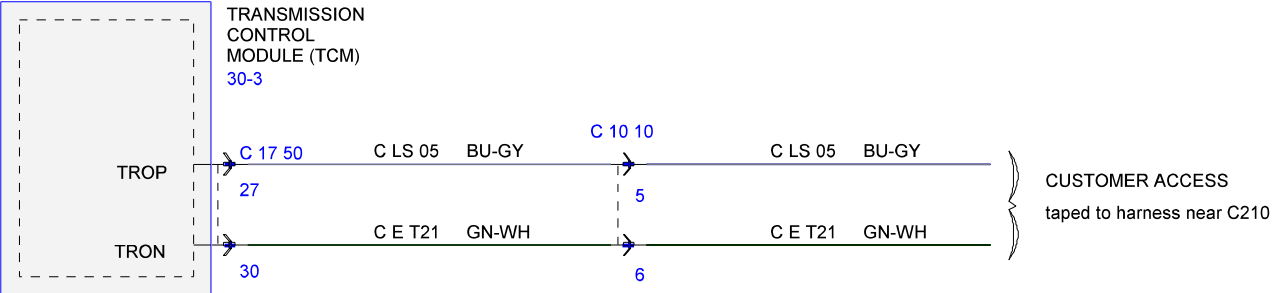 TRANSMISSION
CONTROL
MODULE (TCM)
30-3
C 10 10
C 17 50
C LS 05 BU-GY
C LS 05 BU-GY
TROP
27
5
CUSTOMER ACCESS
taped to harness near C210
C E T21 GN-WH
C E T21 GN-WH
TRON
30
6